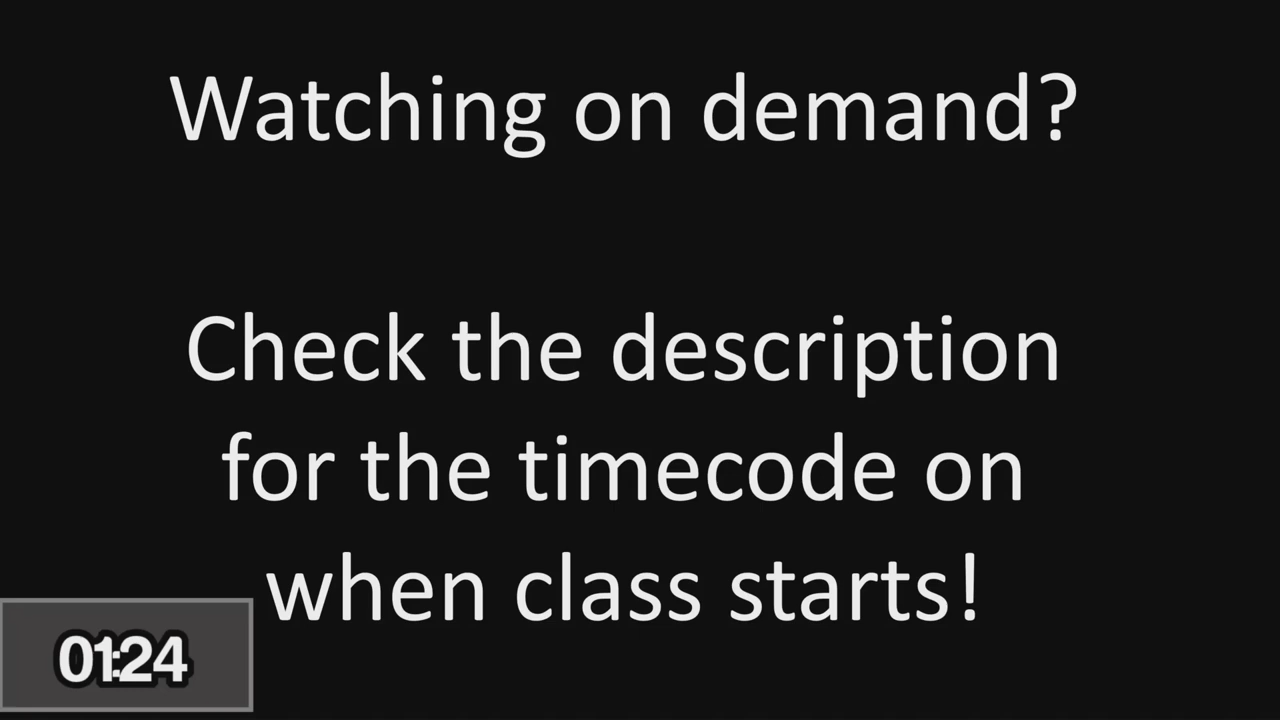 Watching on demand?
Check the description
for the timecode on
when class starts!
01:24